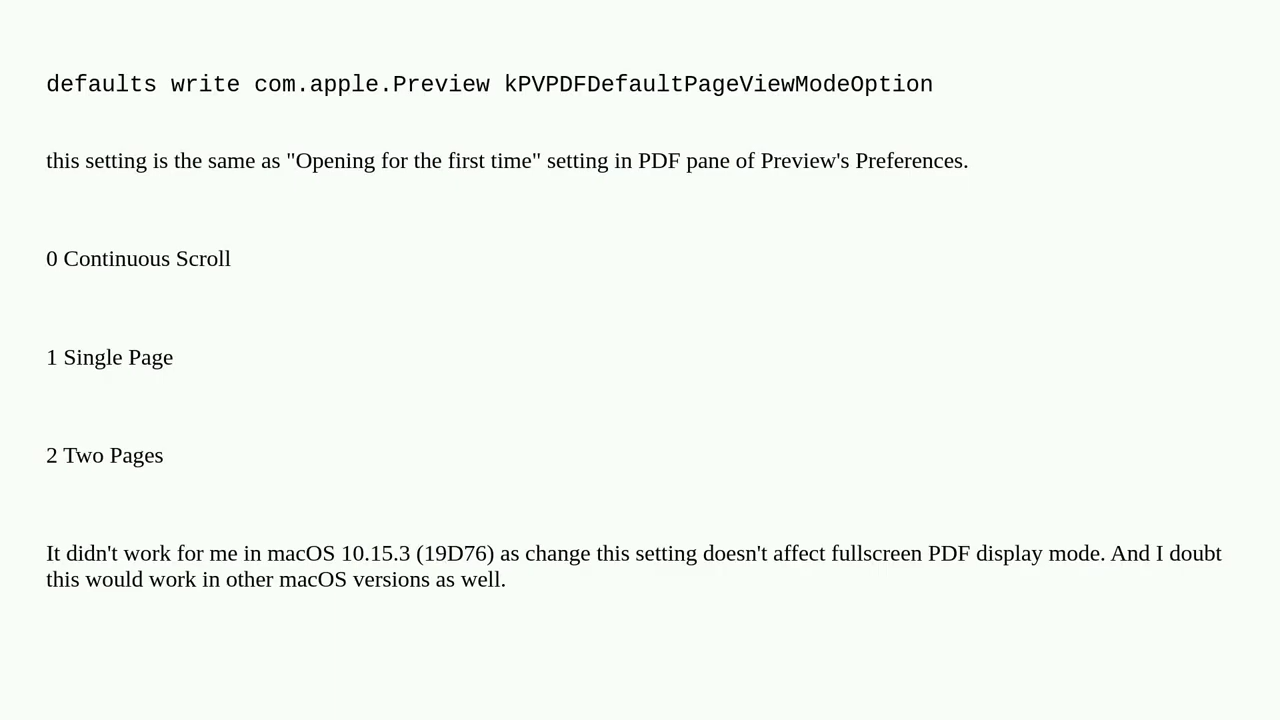 defaults write com.apple.Preview kPVPDFDefaultPageViewModeOption
this setting is the same as "Opening for the first time" setting in PDF pane of Preview's Preferences.
0 Continuous Scroll
1 Single Page
2 Two Pages
It didn't work for me in macOS 10.15.3 (19D76) as change this setting doesn't affect fullscreen PDF display mode. And I doubt
this would work in other macOS versions as well.